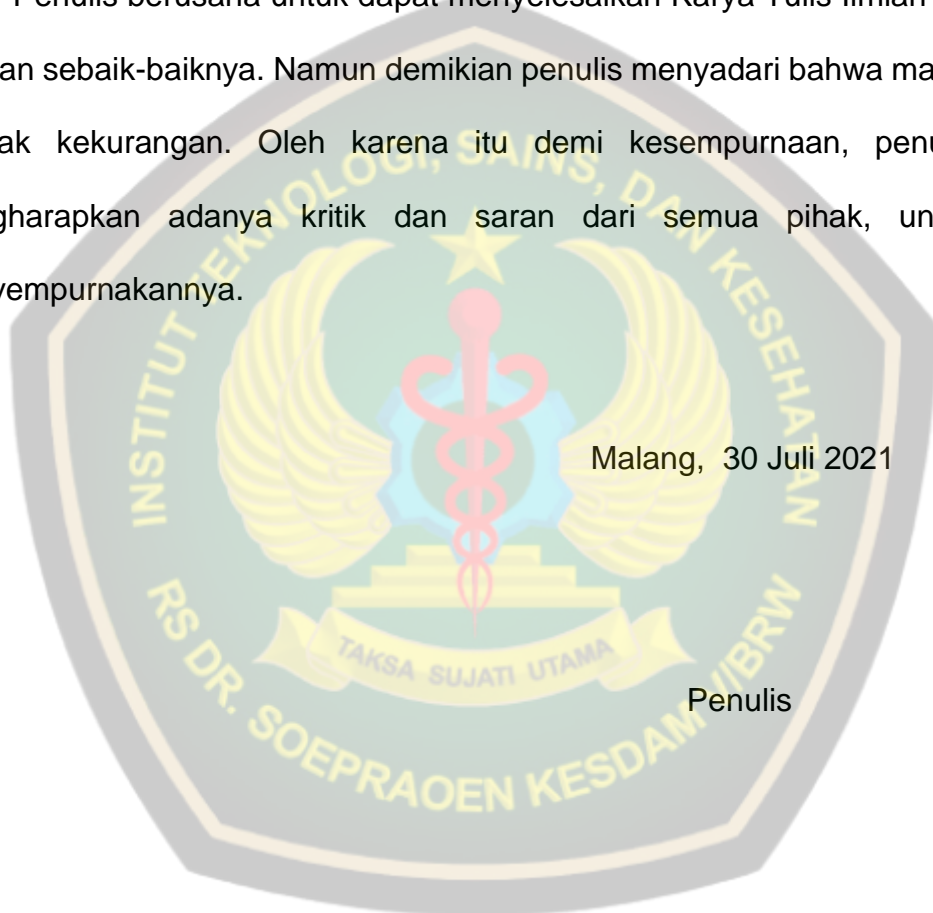 Penulis berusaha untuk dapat menyelesaikan Karya Tulis Ilmiah
an sebaik-baiknya. Namun demikian penulis menyadari bahwa ma
ak kekurangan. Oleh karena itu demi kesempurnaan, penu
gharapkan adanya kritik dan saran dari semua pihak, un
yempurnakannya.
INSTITUT TEKNOLOGI, SAINS, DAN KESEHATAN
Malang, 30 Juli 2021
TAKSA SUJATI UTAMA
Penulis
RS DR. SOEPRAOEN KESDAM V/BRW